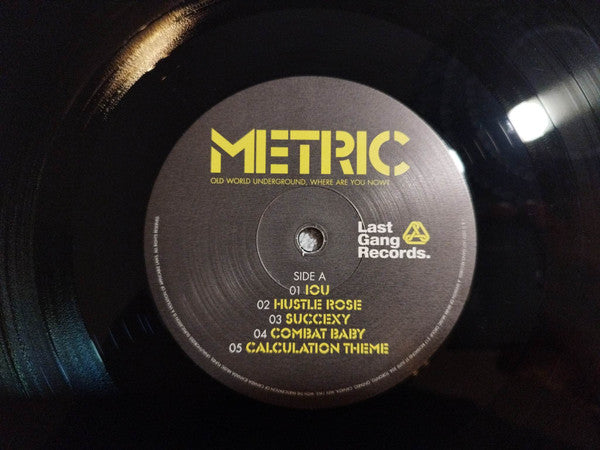 METRIC
OLD WORLD UNDERGROUND, WHERE ARE YOU NOW?
Last
Gang
Records.
SIDE A
01 IOU
02 HUSTLE ROSE
03 SUCCEXY
04 COMBAT BABY
05 CALCULATION THEME